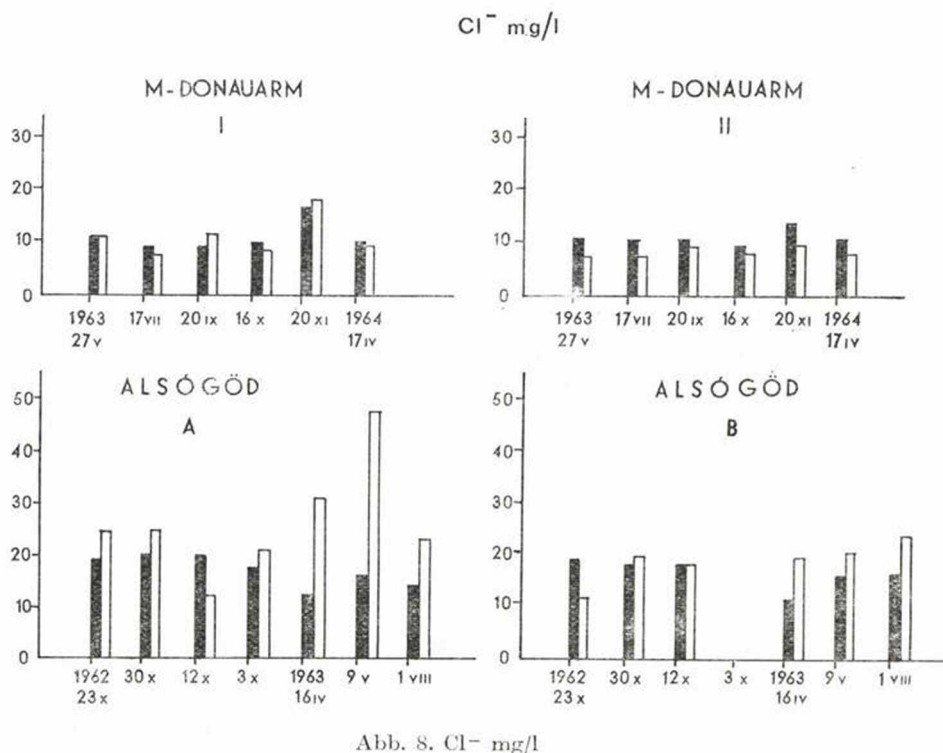 Cl⁻ mg/l
M-DONAUARM
I
30
20
10
0
1963 17 VII 20 IX 16 X 20 XI 1964
27 V 17 IV
M-DONAUARM
II
30
20
10
0
1963 17 VII 20 IX 16 X 20 XI 1964
27 V 17 IV
ALSÓGÖD
A
50
40
30
20
10
0
1962 30 X 12 X 3 X 1963 9 V 1 VIII
23 X 16 IV
ALSÓGÖD
B
50
40
30
20
10
0
1962 30 X 12 X 3 X 1963 9 V 1 VIII
23 X 16 IV
Abb. 8. Cl⁻ mg/l